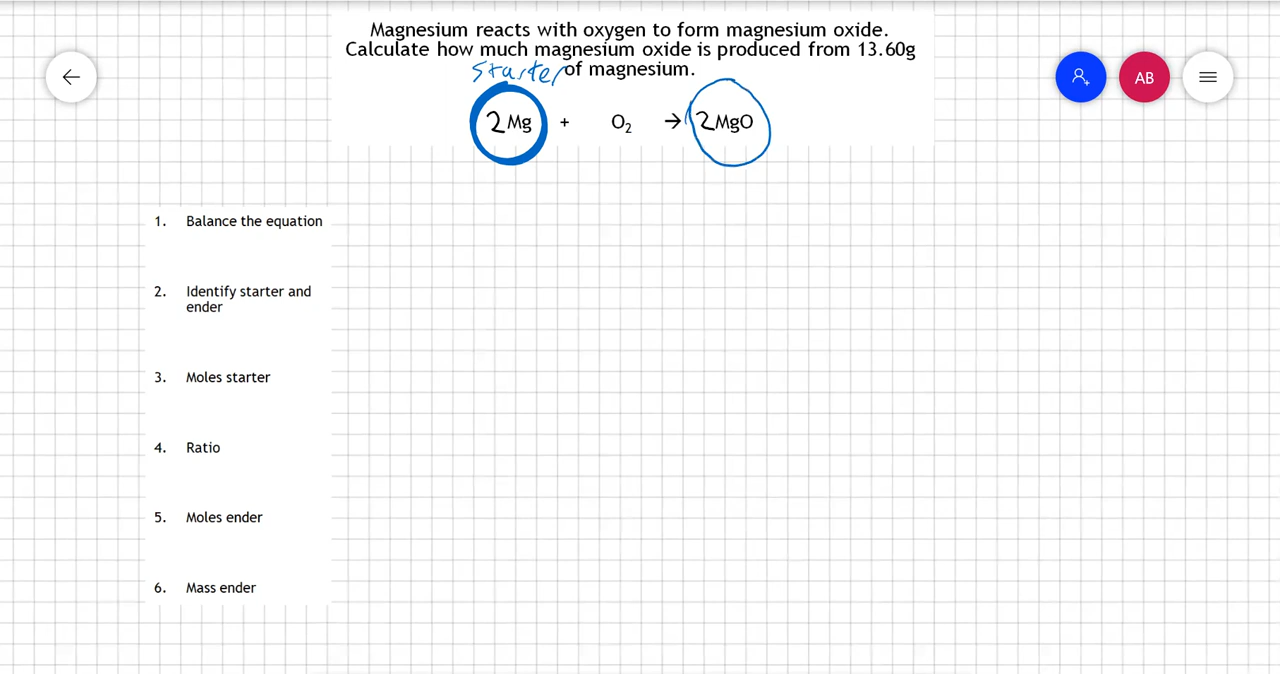 Magnesium reacts with oxygen to form magnesium oxide.
Calculate how much magnesium oxide is produced from 13.60g
of magnesium.
starter
2Mg + O₂ → 2MgO
AB
1. Balance the equation
2. Identify starter and
ender
3. Moles starter
4. Ratio
5. Moles ender
6. Mass ender